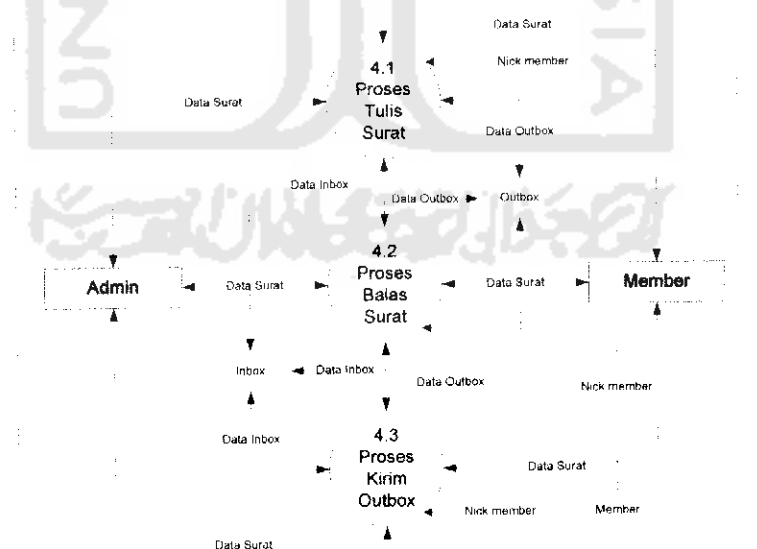 Data Surat
Nick member
4.1
Proses
Tulis
Surat
Data Surat
Data Outbox
Data Inbox
Data Outbox
Outbox
4.2
Proses
Balas
Surat
Admin
Data Surat
Data Surat
Member
Inbox
Data Inbox
Data Outbox
Nick member
4.3
Proses
Kirim
Outbox
Data Inbox
Data Surat
Nick member
Member
Data Surat